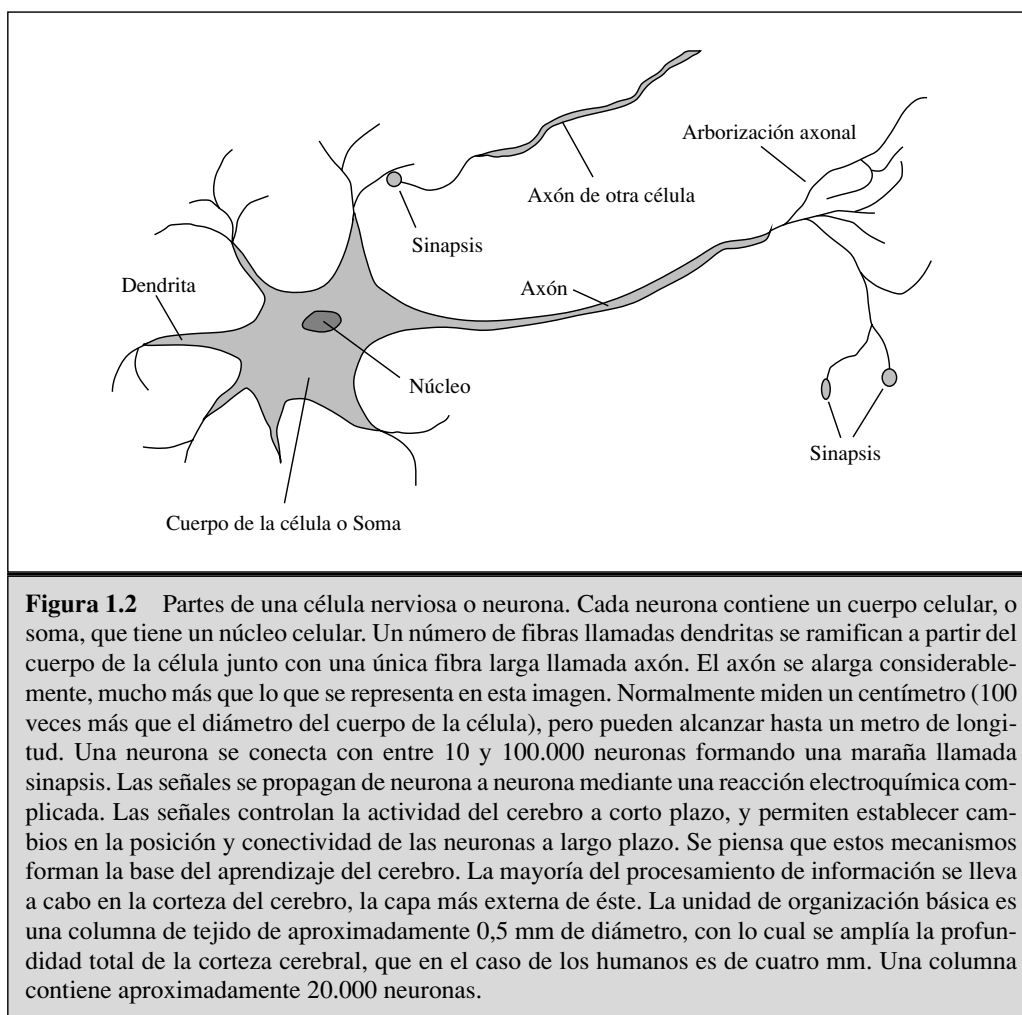 Arborización axonal
Axón de otra célula
Sinapsis
Dendrita
Axón
Núcleo
Sinapsis
Cuerpo de la célula o Soma
Figura 1.2 Partes de una célula nerviosa o neurona. Cada neurona contiene un cuerpo celular, o
soma, que tiene un núcleo celular. Un número de fibras llamadas dendritas se ramifican a partir del
cuerpo de la célula junto con una única fibra larga llamada axón. El axón se alarga considerable-
mente, mucho más que lo que se representa en esta imagen. Normalmente miden un centímetro (100
veces más que el diámetro del cuerpo de la célula), pero pueden alcanzar hasta un metro de longi-
tud. Una neurona se conecta con entre 10 y 100.000 neuronas formando una maraña llamada
sinapsis. Las señales se propagan de neurona a neurona mediante una reacción electroquímica com-
plicada. Las señales controlan la actividad del cerebro a corto plazo, y permiten establecer cam-
bios en la posición y conectividad de las neuronas a largo plazo. Se piensa que estos mecanismos
forman la base del aprendizaje del cerebro. La mayoría del procesamiento de información se lleva
a cabo en la corteza del cerebro, la capa más externa de éste. La unidad de organización básica es
una columna de tejido de aproximadamente 0,5 mm de diámetro, con lo cual se amplía la profun-
didad total de la corteza cerebral, que en el caso de los humanos es de cuatro mm. Una columna
contiene aproximadamente 20.000 neuronas.